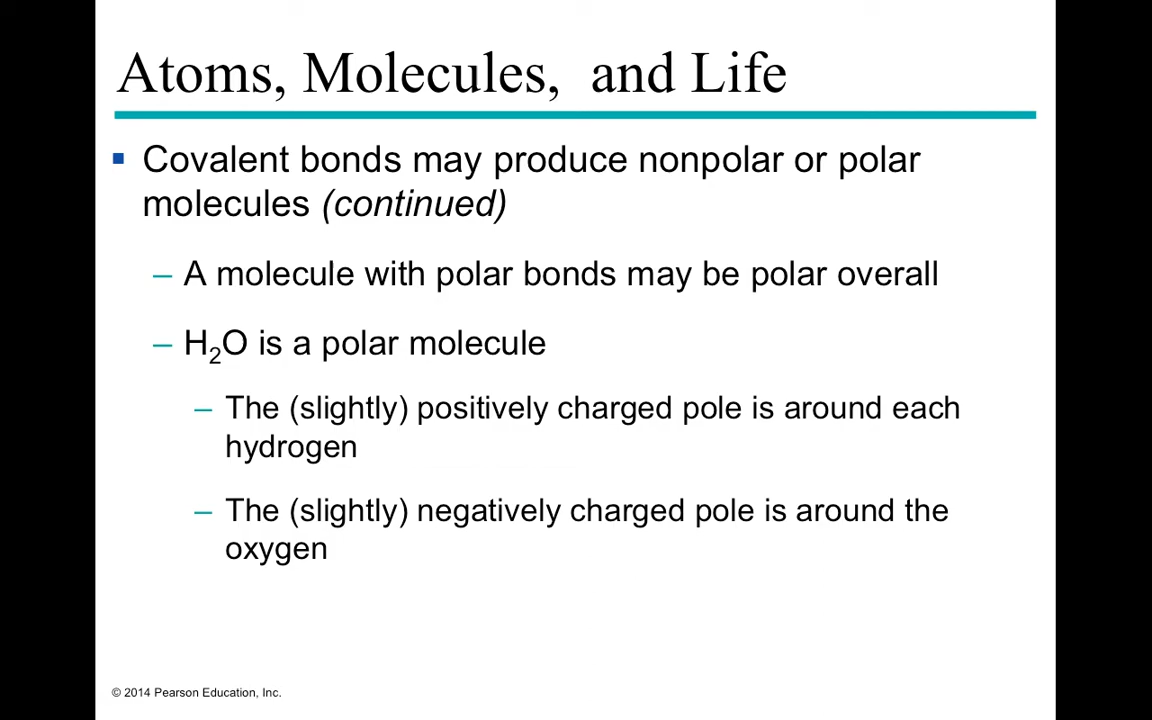 Atoms, Molecules,  and Life
▪ Covalent bonds may produce nonpolar or polar
molecules (continued)
– A molecule with polar bonds may be polar overall
– H₂O is a polar molecule
– The (slightly) positively charged pole is around each
hydrogen
– The (slightly) negatively charged pole is around the
oxygen
© 2014 Pearson Education, Inc.